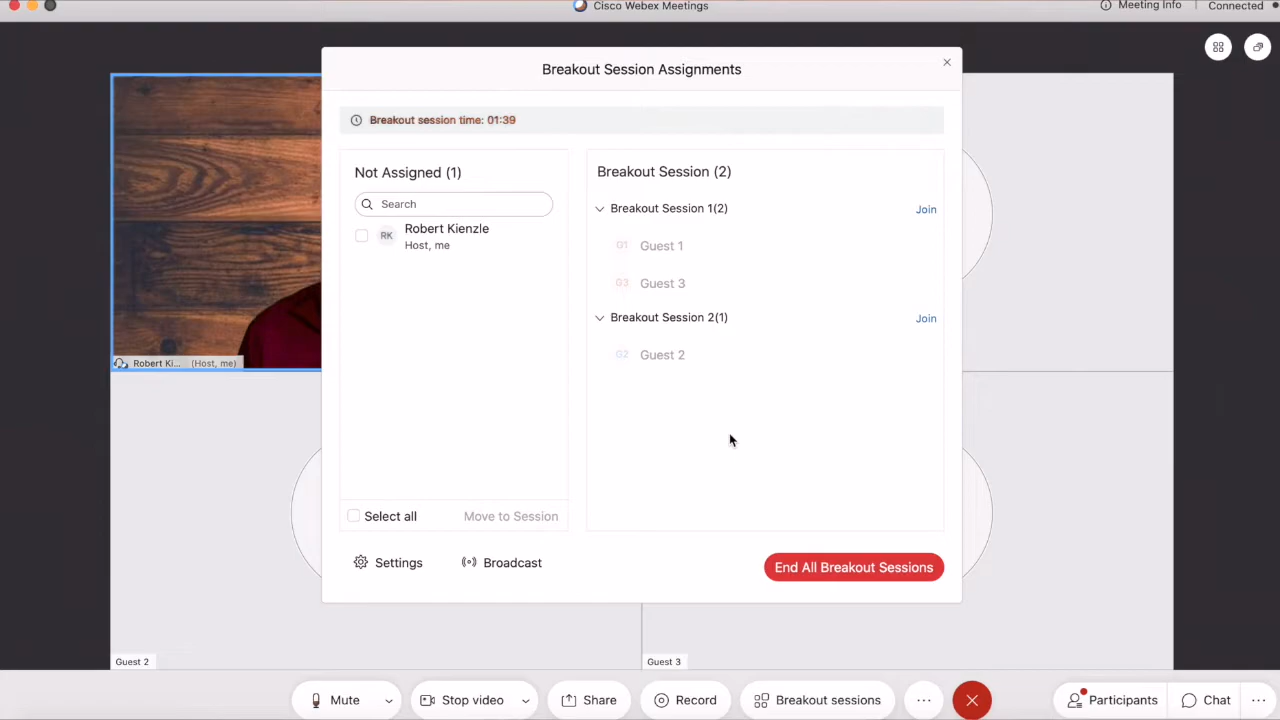 Cisco Webex Meetings
Meeting Info
Connected
Breakout Session Assignments
Breakout session time: 01:39
Not Assigned (1)
Search
RK
Robert Kienzle
Host, me
Select all
Move to Session
Breakout Session (2)
Breakout Session 1(2)
Join
G1
Guest 1
G3
Guest 3
Breakout Session 2(1)
Join
G2
Guest 2
Settings
Broadcast
End All Breakout Sessions
Robert Ki... (Host, me)
Guest 2
Guest 3
Mute
Stop video
Share
Record
Breakout sessions
Participants
Chat